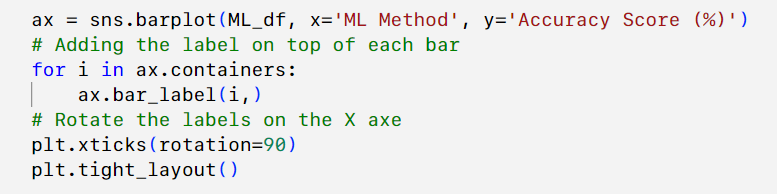 ax = sns.barplot(ML_df, x='ML Method', y='Accuracy Score (%)')
# Adding the label on top of each bar
for i in ax.containers:
    ax.bar_label(i,)
# Rotate the labels on the X axe
plt.xticks(rotation=90)
plt.tight_layout()